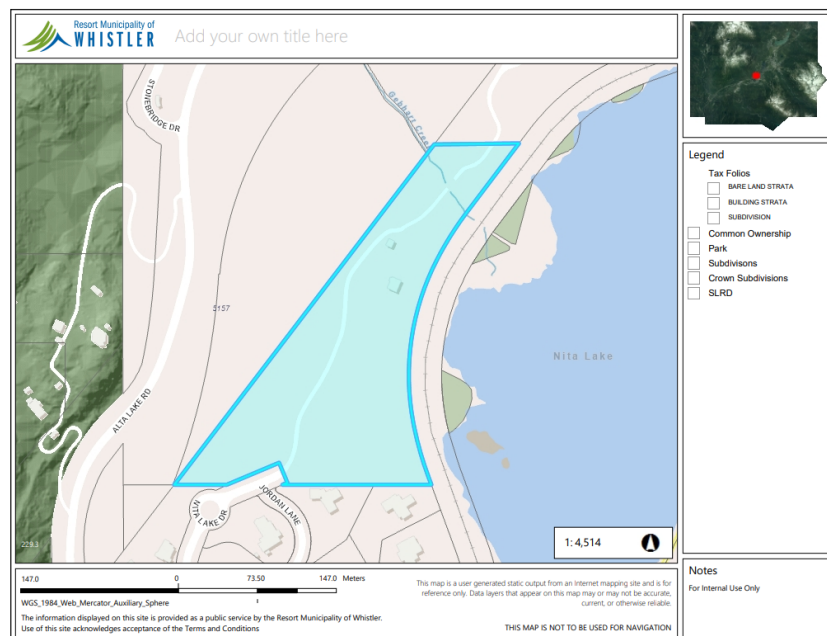 Resort Municipality of
WHISTLER
Add your own title here
STONEBRIDGE DR
Gebhart Creek
5157
ALTA LAKE RD
Nita Lake
NITA LAKE DR
JORDAN LANE
229.3
1: 4,514
Legend
Tax Folios
BARE LAND STRATA
BUILDING STRATA
SUBDIVISION
Common Ownership
Park
Subdivisons
Crown Subdivisions
SLRD
147.0 0 73.50 147.0 Meters
WGS_1984_Web_Mercator_Auxiliary_Sphere
The information displayed on this site is provided as a public service by the Resort Municipality of Whistler.
Use of this site acknowledges acceptance of the Terms and Conditions
This map is a user generated static output from an Internet mapping site and is for
reference only. Data layers that appear on this map may or may not be accurate,
current, or otherwise reliable.
THIS MAP IS NOT TO BE USED FOR NAVIGATION
Notes
For Internal Use Only